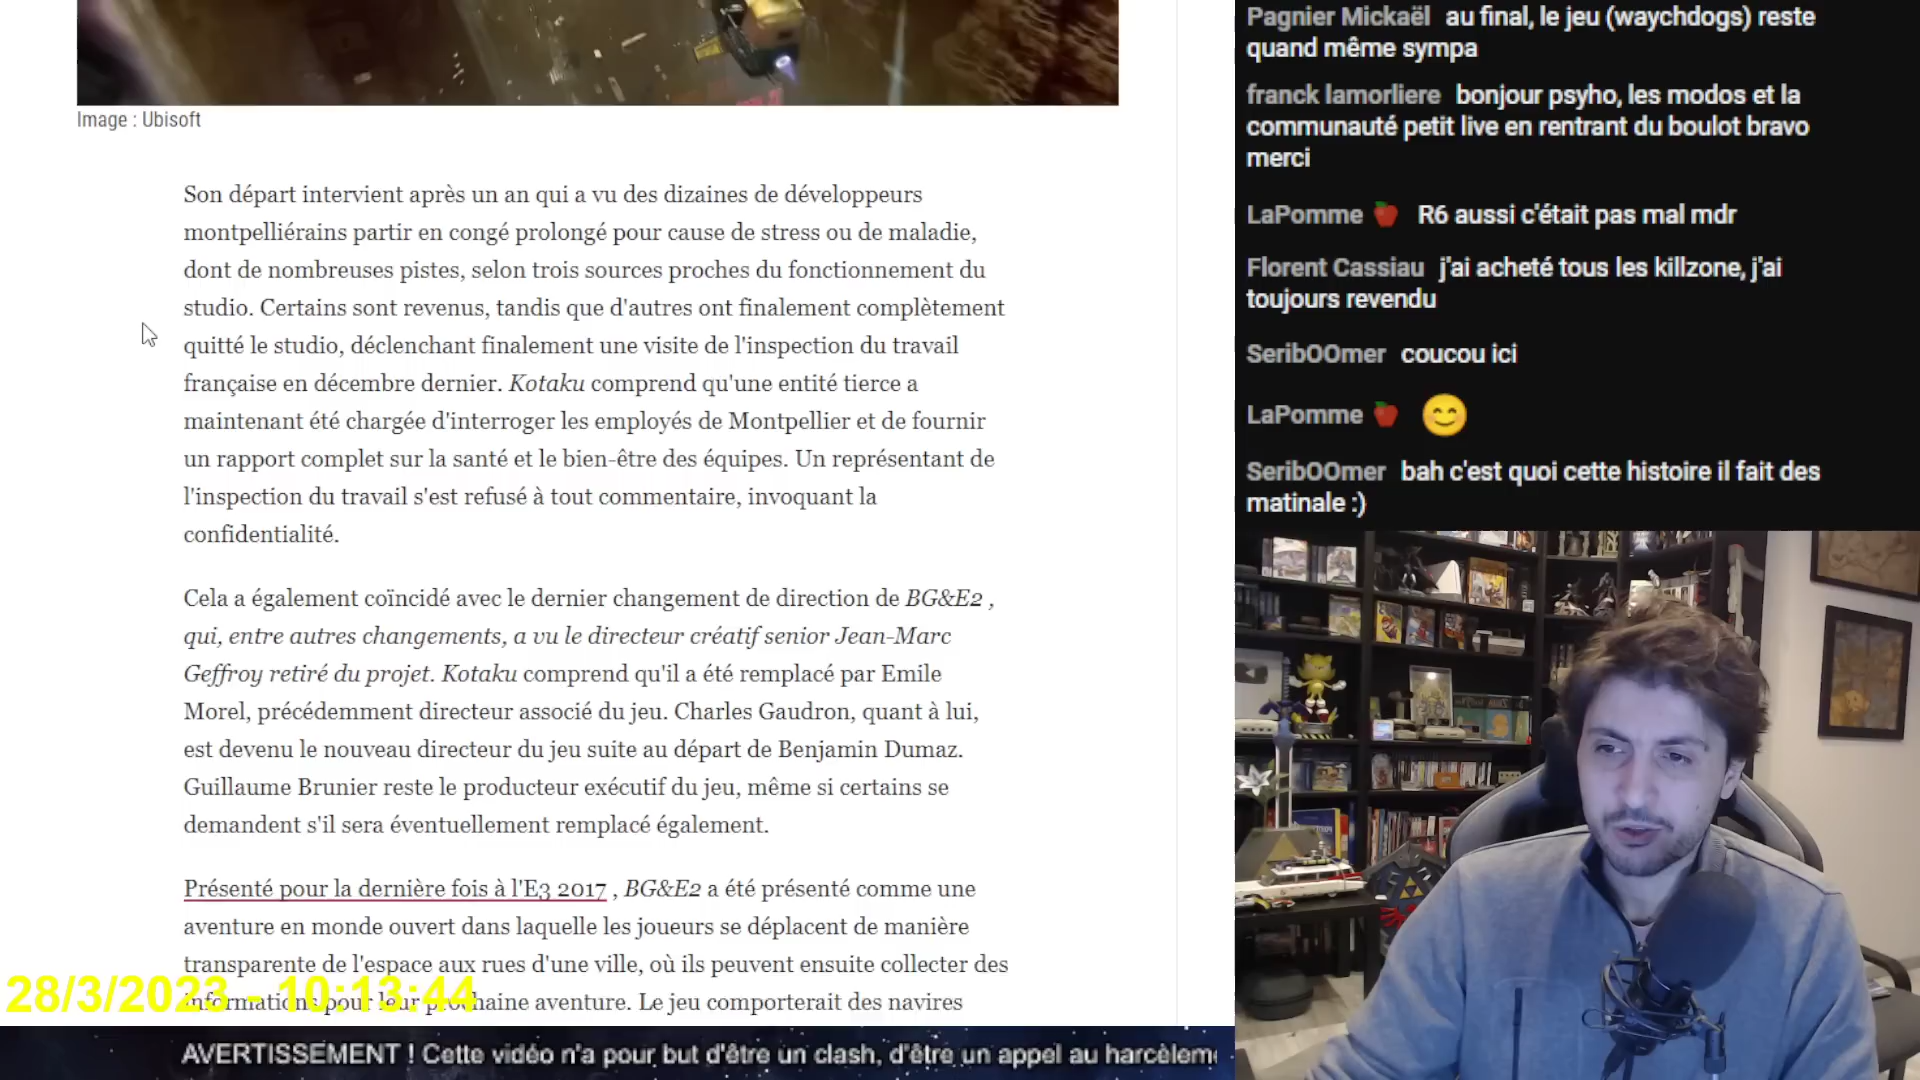 Image : Ubisoft
Son départ intervient après un an qui a vu des dizaines de développeurs
montpelliérains partir en congé prolongé pour cause de stress ou de maladie,
dont de nombreuses pistes, selon trois sources proches du fonctionnement du
studio. Certains sont revenus, tandis que d'autres ont finalement complètement
quitté le studio, déclenchant finalement une visite de l'inspection du travail
française en décembre dernier. Kotaku comprend qu'une entité tierce a
maintenant été chargée d'interroger les employés de Montpellier et de fournir
un rapport complet sur la santé et le bien-être des équipes. Un représentant de
l'inspection du travail s'est refusé à tout commentaire, invoquant la
confidentialité.
Cela a également coïncidé avec le dernier changement de direction de BG&E2 ,
qui, entre autres changements, a vu le directeur créatif senior Jean-Marc
Geffroy retiré du projet. Kotaku comprend qu'il a été remplacé par Emile
Morel, précédemment directeur associé du jeu. Charles Gaudron, quant à lui,
est devenu le nouveau directeur du jeu suite au départ de Benjamin Dumaz.
Guillaume Brunier reste le producteur exécutif du jeu, même si certains se
demandent s'il sera éventuellement remplacé également.
Présenté pour la dernière fois à l'E3 2017 , BG&E2 a été présenté comme une
aventure en monde ouvert dans laquelle les joueurs se déplacent de manière
transparente de l'espace aux rues d'une ville, où ils peuvent ensuite collecter des
informations pour leur prochaine aventure. Le jeu comporterait des navires
28/3/2023 - 10:13:44
AVERTISSEMENT ! Cette vidéo n'a pour but d'être un clash, d'être un appel au harcèlem
Pagnier Mickaël au final, le jeu (waychdogs) reste
quand même sympa
franck lamorliere bonjour psyho, les modos et la
communauté petit live en rentrant du boulot bravo
merci
LaPomme R6 aussi c'était pas mal mdr
Florent Cassiau j'ai acheté tous les killzone, j'ai
toujours revendu
SeribOOmer coucou ici
LaPomme 😊
SeribOOmer bah c'est quoi cette histoire il fait des
matinale :)